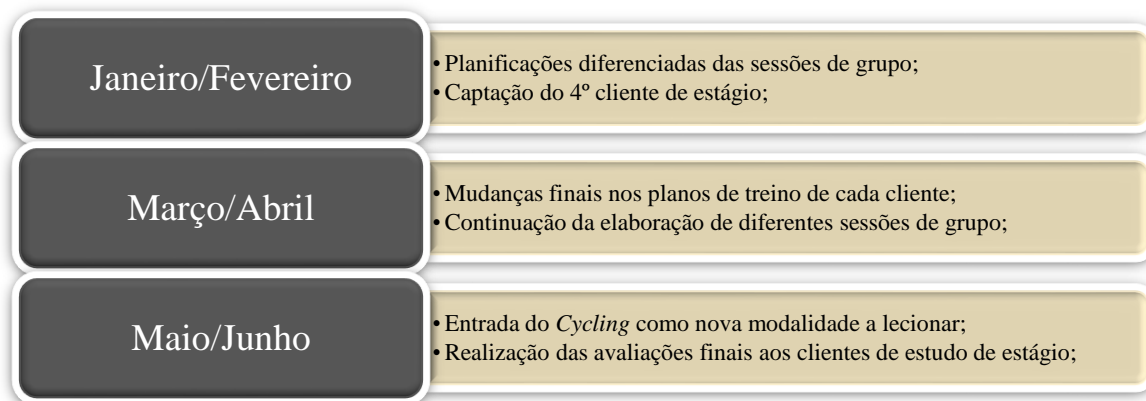 Janeiro/Fevereiro
• Planificações diferenciadas das sessões de grupo;
• Captação do 4º cliente de estágio;
Março/Abril
• Mudanças finais nos planos de treino de cada cliente;
• Continuação da elaboração de diferentes sessões de grupo;
Maio/Junho
• Entrada do Cycling como nova modalidade a lecionar;
• Realização das avaliações finais aos clientes de estudo de estágio;